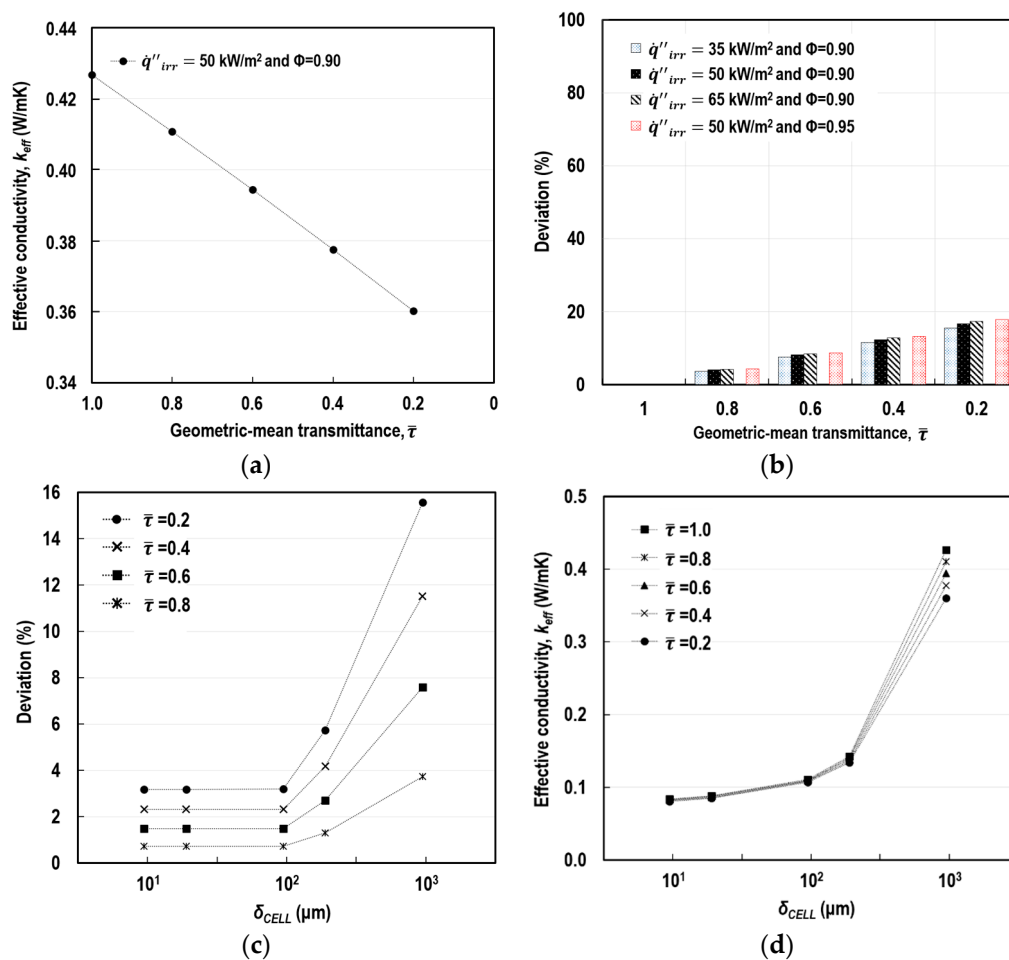 0.44
0.42
0.40
0.38
0.36
0.34
Effective conductivity, k_eff (W/mK)
q̇''irr = 50 kW/m² and Φ=0.90
1.0 0.8 0.6 0.4 0.2 0
Geometric-mean transmittance, τ̅
(a)
100
80
60
40
20
0
Deviation (%)
q̇''irr = 35 kW/m² and Φ=0.90
q̇''irr = 50 kW/m² and Φ=0.90
q̇''irr = 65 kW/m² and Φ=0.90
q̇''irr = 50 kW/m² and Φ=0.95
1 0.8 0.6 0.4 0.2
Geometric-mean transmittance, τ̅
(b)
16
14
12
10
8
6
4
2
0
Deviation (%)
τ̅ =0.2
τ̅ =0.4
τ̅ =0.6
τ̅ =0.8
10¹ 10² 10³
δCELL (µm)
(c)
0.5
0.4
0.3
0.2
0.1
0.0
Effective conductivity, k_eff (W/mK)
τ̅ =1.0
τ̅ =0.8
τ̅ =0.6
τ̅ =0.4
τ̅ =0.2
10¹ 10² 10³
δCELL (µm)
(d)